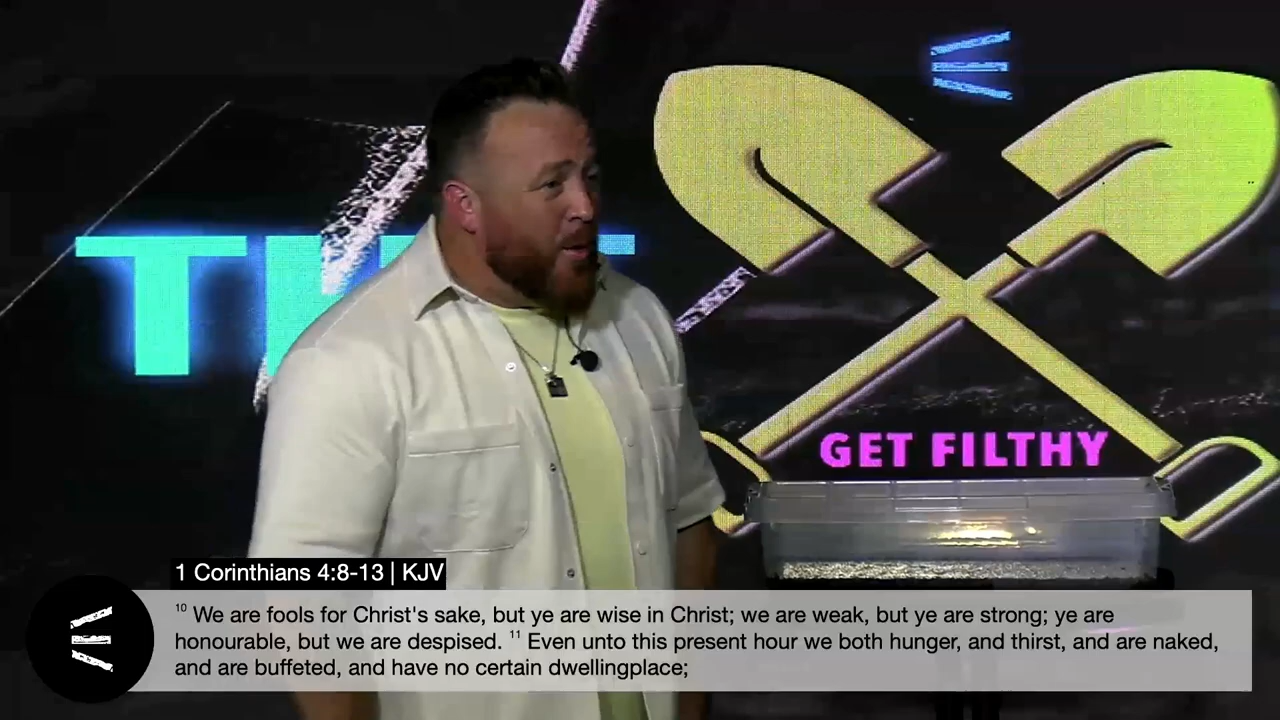 GET FILTHY
1 Corinthians 4:8-13 | KJV
10 We are fools for Christ's sake, but ye are wise in Christ; we are weak, but ye are strong; ye are
honourable, but we are despised. 11 Even unto this present hour we both hunger, and thirst, and are naked,
and are buffeted, and have no certain dwellingplace;